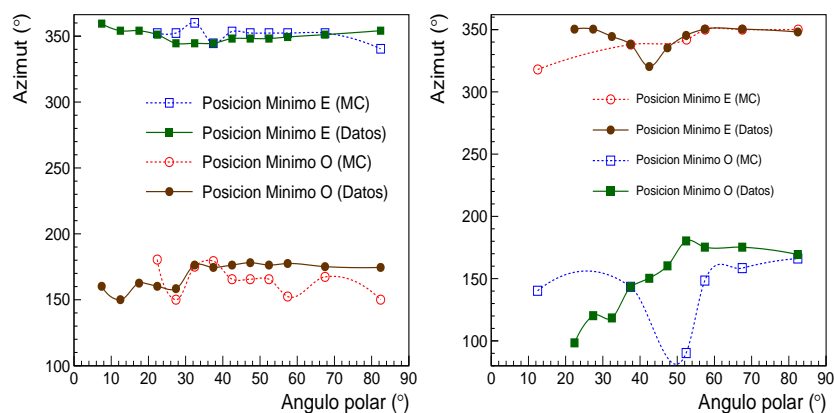 Azimut (°)
350
300
250
200
150
100
Posicion Minimo E (MC)
Posicion Minimo E (Datos)
Posicion Minimo O (MC)
Posicion Minimo O (Datos)
0 10 20 30 40 50 60 70 80 90
Angulo polar (°)
Azimut (°)
350
300
250
200
150
100
Posicion Minimo E (MC)
Posicion Minimo E (Datos)
Posicion Minimo O (MC)
Posicion Minimo O (Datos)
0 10 20 30 40 50 60 70 80 90
Angulo polar (°)